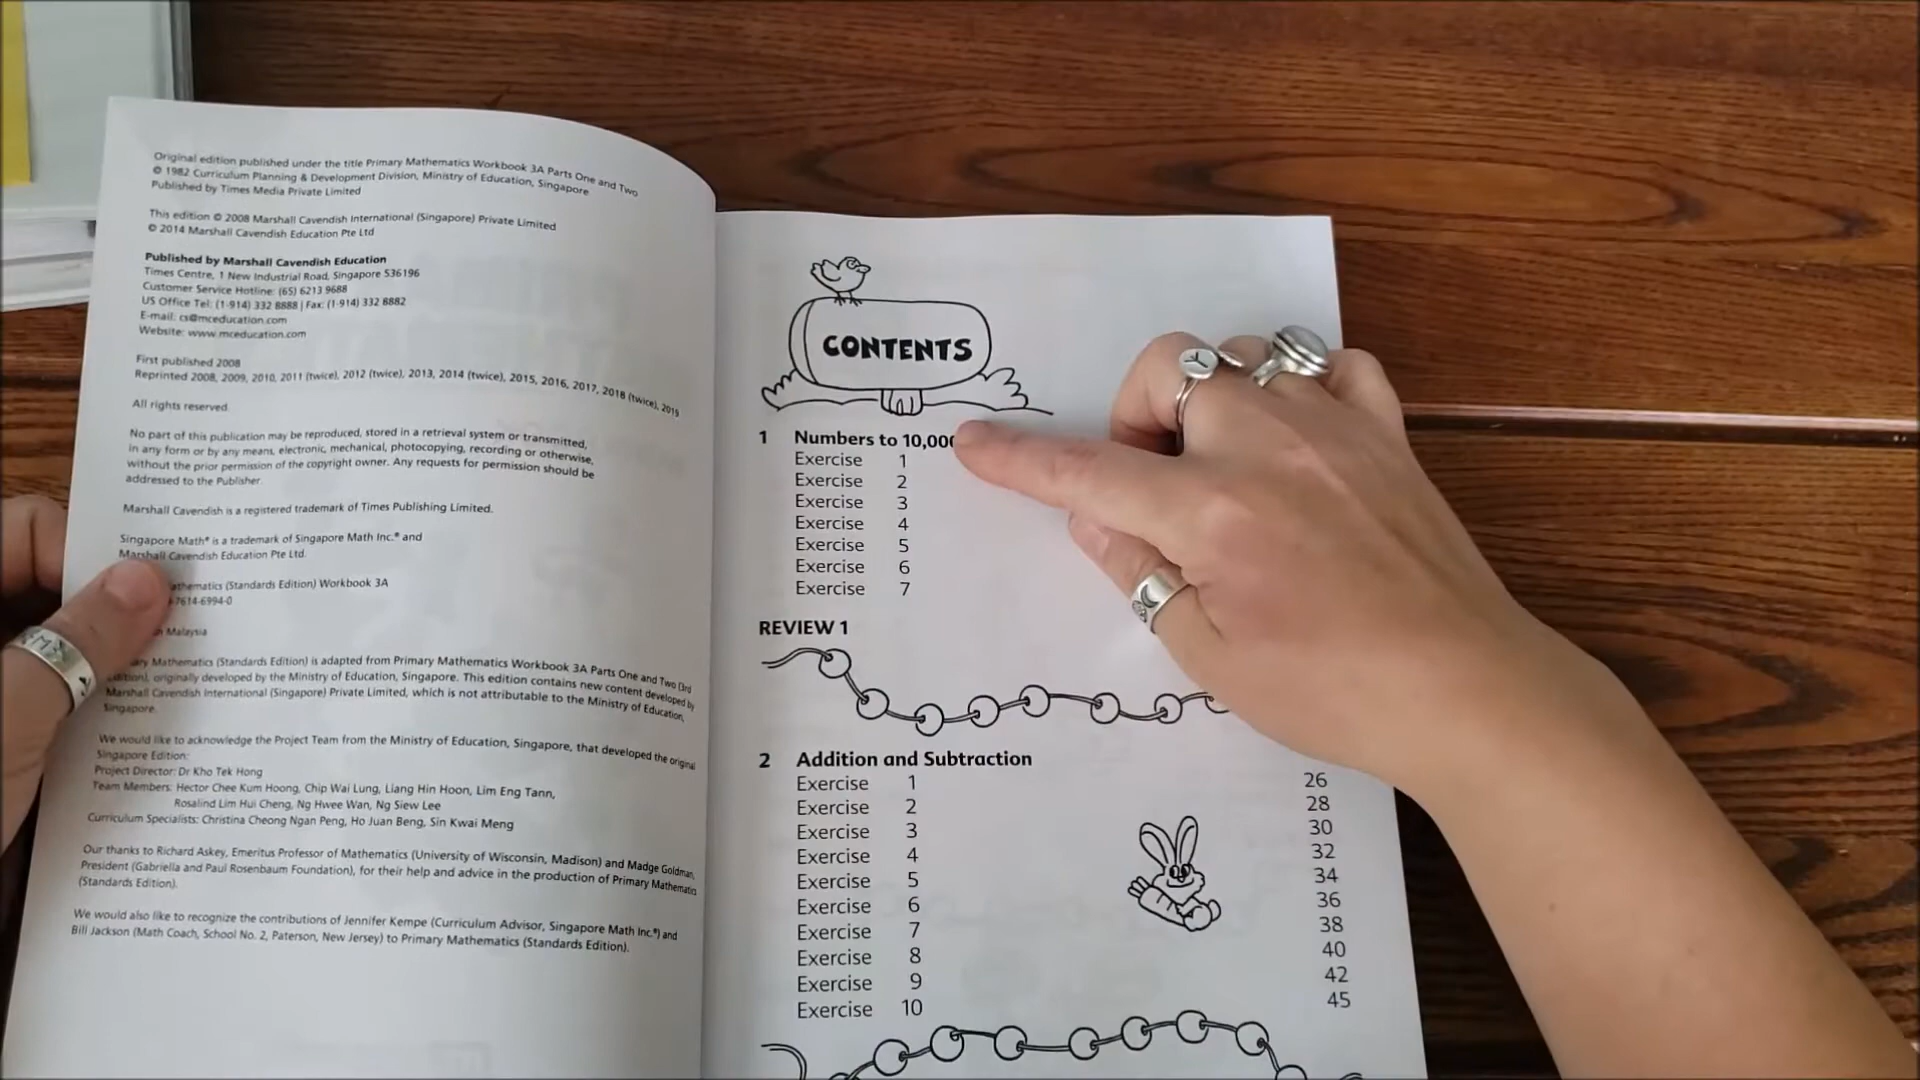 Original edition published under the title Primary Mathematics Workbook 3A Parts One and Two
© 1982 Curriculum Planning & Development Division, Ministry of Education, Singapore
Published by Times Media Private Limited
This edition © 2008 Marshall Cavendish International (Singapore) Private Limited
© 2014 Marshall Cavendish Education Pte Ltd
Published by Marshall Cavendish Education
Times Centre, 1 New Industrial Road, Singapore 536196
Customer Service Hotline: (65) 6213 9688
US Office Tel: (1-914) 332 8888 | Fax: (1-914) 332 8882
E-mail: cs@mceducation.com
Website: www.mceducation.com
First published 2008
Reprinted 2008, 2009, 2010, 2011 (twice), 2012 (twice), 2013, 2014 (twice), 2015, 2016, 2017, 2018 (twice), 2019
All rights reserved.
No part of this publication may be reproduced, stored in a retrieval system or transmitted,
in any form or by any means, electronic, mechanical, photocopying, recording or otherwise,
without the prior permission of the copyright owner. Any requests for permission should be
addressed to the Publisher.
Marshall Cavendish is a registered trademark of Times Publishing Limited.
Singapore Math® is a trademark of Singapore Math Inc.® and
Marshall Cavendish Education Pte Ltd.
athematics (Standards Edition) Workbook 3A
-7614-6994-0
Malaysia
ary Mathematics (Standards Edition) is adapted from Primary Mathematics Workbook 3A Parts One and Two (3rd
Edition), originally developed by the Ministry of Education, Singapore. This edition contains new content developed by
Marshall Cavendish International (Singapore) Private Limited, which is not attributable to the Ministry of Education,
Singapore.
We would like to acknowledge the Project Team from the Ministry of Education, Singapore, that developed the original
Singapore Edition:
Project Director: Dr Kho Tek Hong
Team Members: Hector Chee Kum Hoong, Chip Wai Lung, Liang Hin Hoon, Lim Eng Tann,
Rosalind Lim Hui Cheng, Ng Hwee Wan, Ng Siew Lee
Curriculum Specialists: Christina Cheong Ngan Peng, Ho Juan Beng, Sin Kwai Meng
Our thanks to Richard Askey, Emeritus Professor of Mathematics (University of Wisconsin, Madison) and Madge Goldman,
President (Gabriella and Paul Rosenbaum Foundation), for their help and advice in the production of Primary Mathematics
(Standards Edition).
We would also like to recognize the contributions of Jennifer Kempe (Curriculum Advisor, Singapore Math Inc.®) and
Bill Jackson (Math Coach, School No. 2, Paterson, New Jersey) to Primary Mathematics (Standards Edition).
CONTENTS
1 Numbers to 10,000
Exercise 1
Exercise 2
Exercise 3
Exercise 4
Exercise 5
Exercise 6
Exercise 7
REVIEW 1
2 Addition and Subtraction
Exercise 1 26
Exercise 2 28
Exercise 3 30
Exercise 4 32
Exercise 5 34
Exercise 6 36
Exercise 7 38
Exercise 8 40
Exercise 9 42
Exercise 10 45